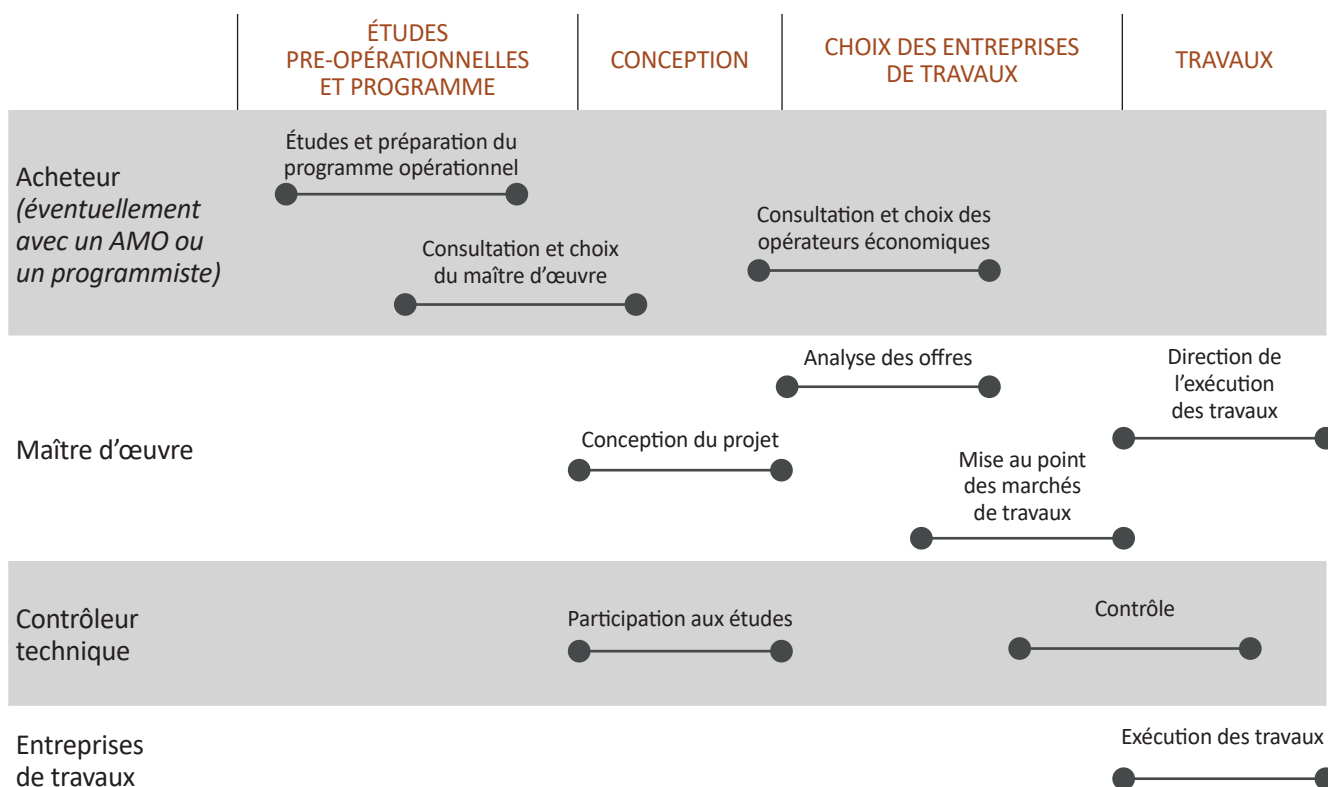 ÉTUDES
PRE-OPÉRATIONNELLES
ET PROGRAMME
CONCEPTION
CHOIX DES ENTREPRISES
DE TRAVAUX
TRAVAUX
Acheteur
(éventuellement
avec un AMO ou
un programmiste)
Études et préparation du
programme opérationnel
Consultation et choix
du maître d’œuvre
Consultation et choix des
opérateurs économiques
Maître d’œuvre
Analyse des offres
Direction de
l’exécution
des travaux
Conception du projet
Mise au point
des marchés
de travaux
Contrôleur
technique
Participation aux études
Contrôle
Entreprises
de travaux
Exécution des travaux